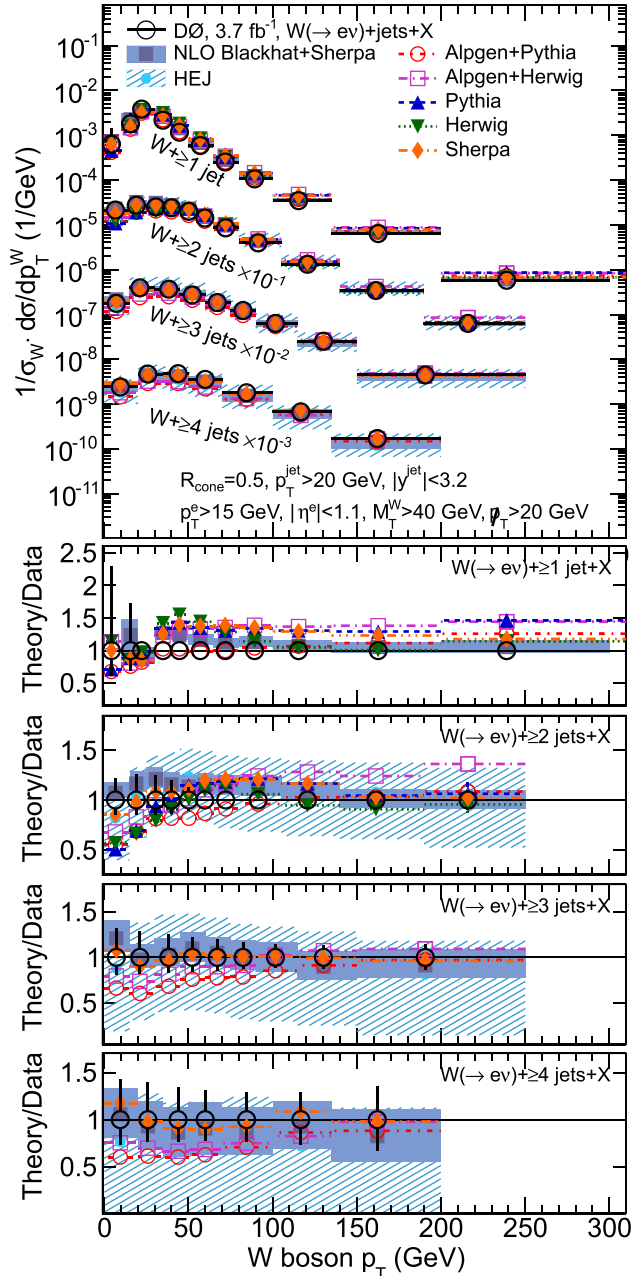 DØ, 3.7 fb⁻¹, W(→ eν)+jets+X
NLO Blackhat+Sherpa
HEJ
Alpgen+Pythia
Alpgen+Herwig
Pythia
Herwig
Sherpa
1/σ_W · dσ/dp_T^W (1/GeV)
10⁻¹
10⁻²
10⁻³
10⁻⁴
10⁻⁵
10⁻⁶
10⁻⁷
10⁻⁸
10⁻⁹
10⁻¹⁰
10⁻¹¹
W+≥1 jet
W+≥2 jets ×10⁻¹
W+≥3 jets ×10⁻²
W+≥4 jets ×10⁻³
R_cone=0.5, p_T^jet>20 GeV, |y^jet|<3.2
p_T^e>15 GeV, |η^e|<1.1, M_T^W>40 GeV, p̸_T>20 GeV
Theory/Data
2.5
2
1.5
1
0.5
W(→ eν)+≥1 jet+X
Theory/Data
1.5
1
0.5
W(→ eν)+≥2 jets+X
Theory/Data
1.5
1
0.5
W(→ eν)+≥3 jets+X
Theory/Data
1.5
1
0.5
W(→ eν)+≥4 jets+X
0 50 100 150 200 250 300
W boson p_T (GeV)